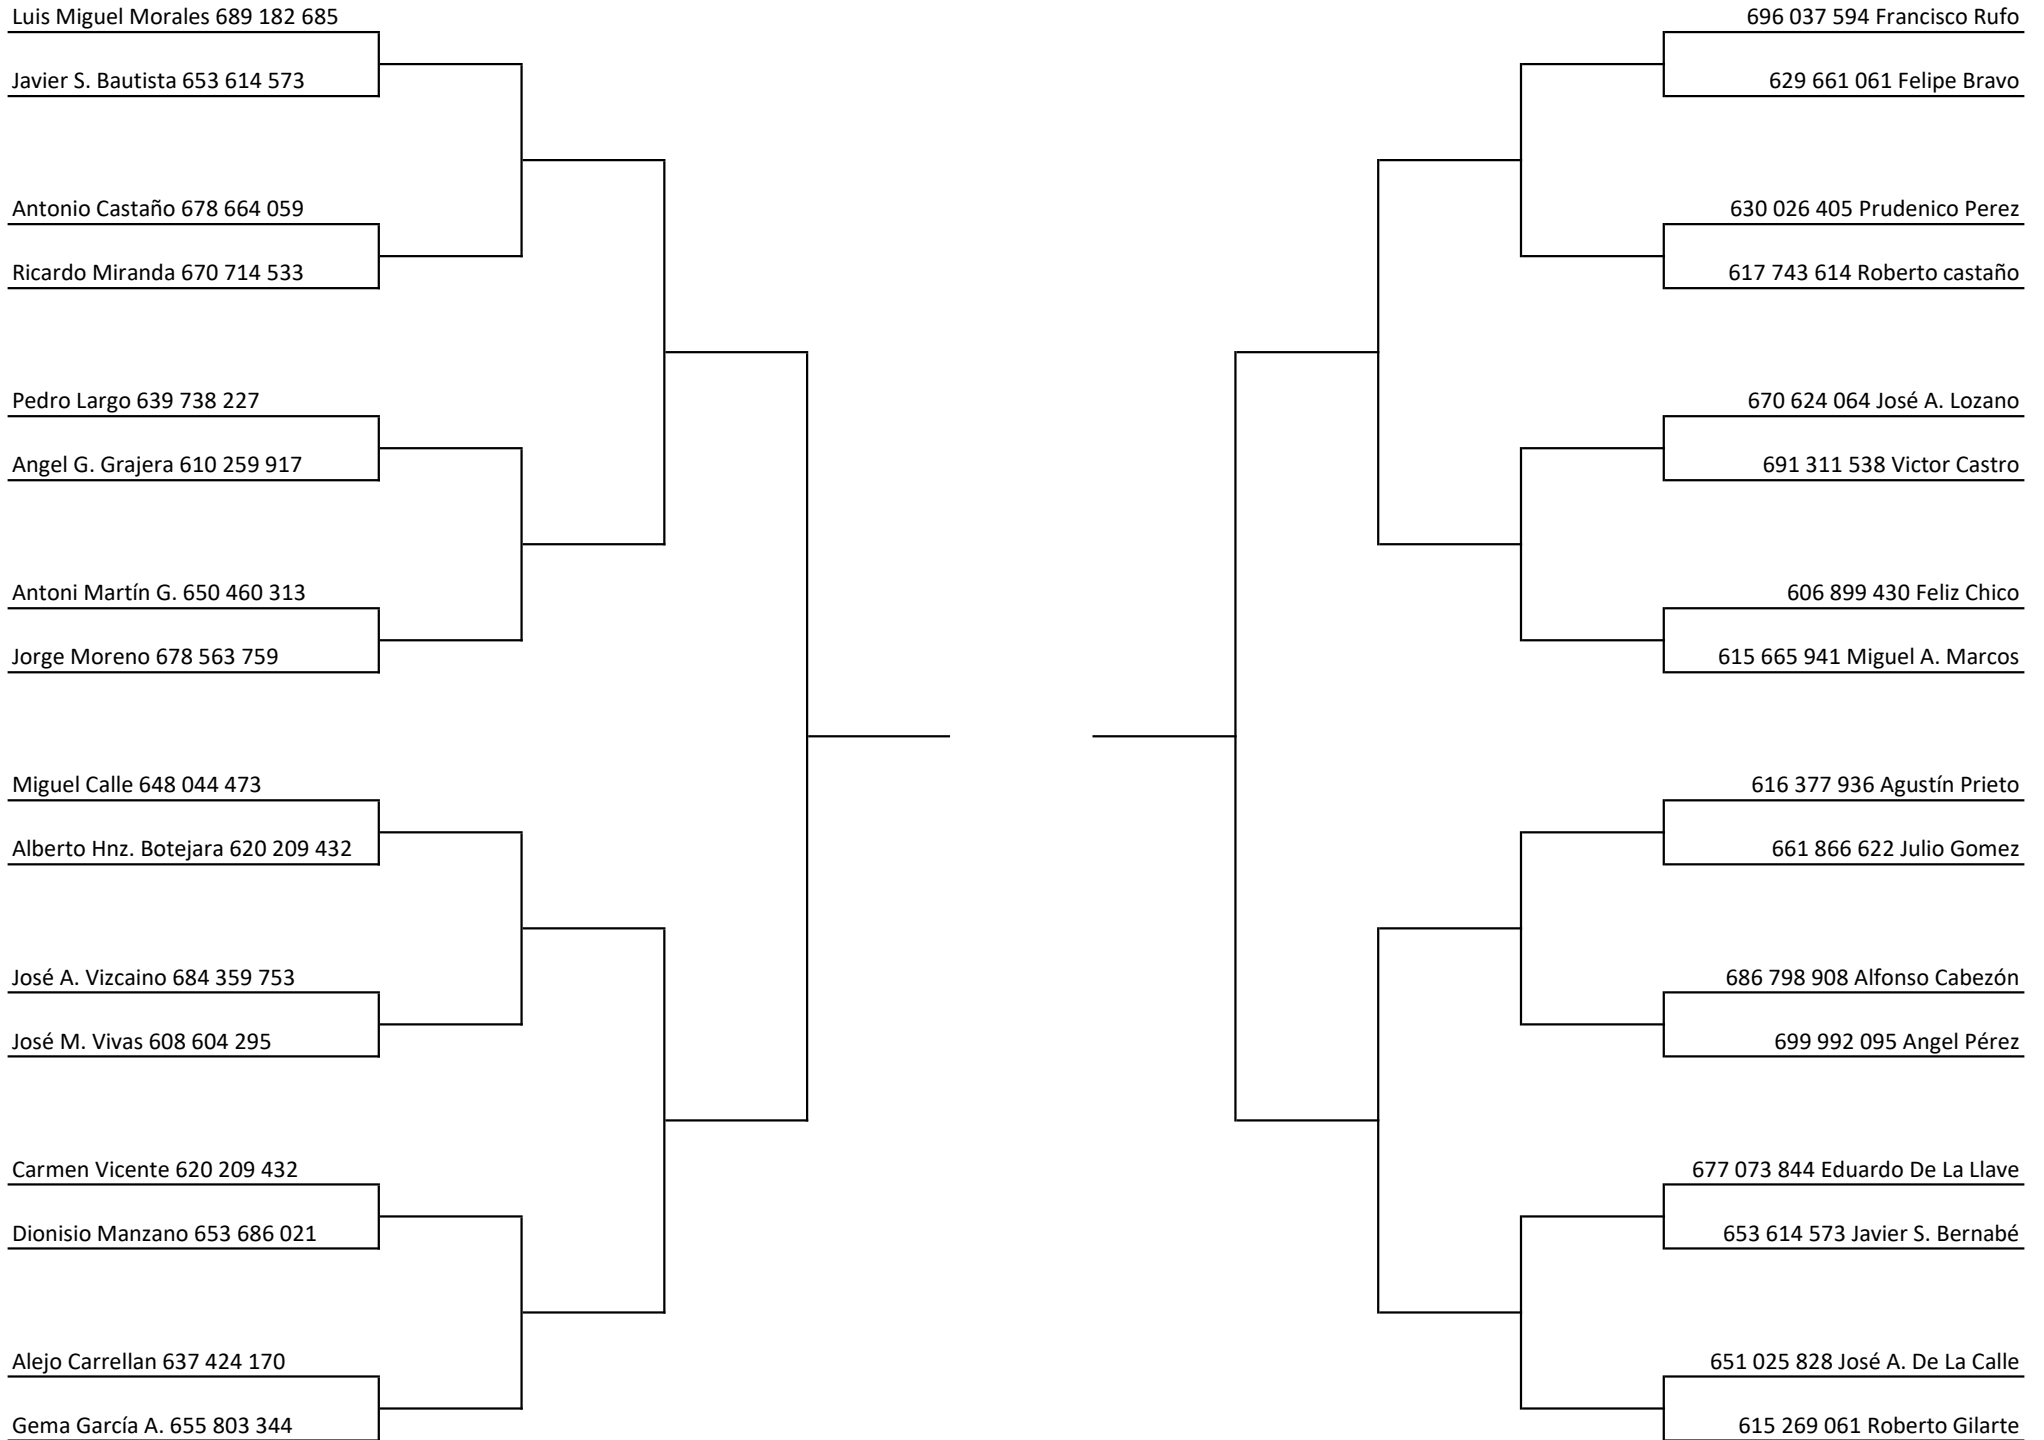 Luis Miguel Morales 689 182 685
Javier S. Bautista 653 614 573
Antonio Castaño 678 664 059
Ricardo Miranda 670 714 533
Pedro Largo 639 738 227
Angel G. Grajera 610 259 917
Antoni Martín G. 650 460 313
Jorge Moreno 678 563 759
Miguel Calle 648 044 473
Alberto Hnz. Botejara 620 209 432
José A. Vizcaino 684 359 753
José M. Vivas 608 604 295
Carmen Vicente 620 209 432
Dionisio Manzano 653 686 021
Alejo Carrellan 637 424 170
Gema García A. 655 803 344
696 037 594 Francisco Rufo
629 661 061 Felipe Bravo
630 026 405 Prudenico Perez
617 743 614 Roberto castaño
670 624 064 José A. Lozano
691 311 538 Victor Castro
606 899 430 Feliz Chico
615 665 941 Miguel A. Marcos
616 377 936 Agustín Prieto
661 866 622 Julio Gomez
686 798 908 Alfonso Cabezón
699 992 095 Angel Pérez
677 073 844 Eduardo De La Llave
653 614 573 Javier S. Bernabé
651 025 828 José A. De La Calle
615 269 061 Roberto Gilarte